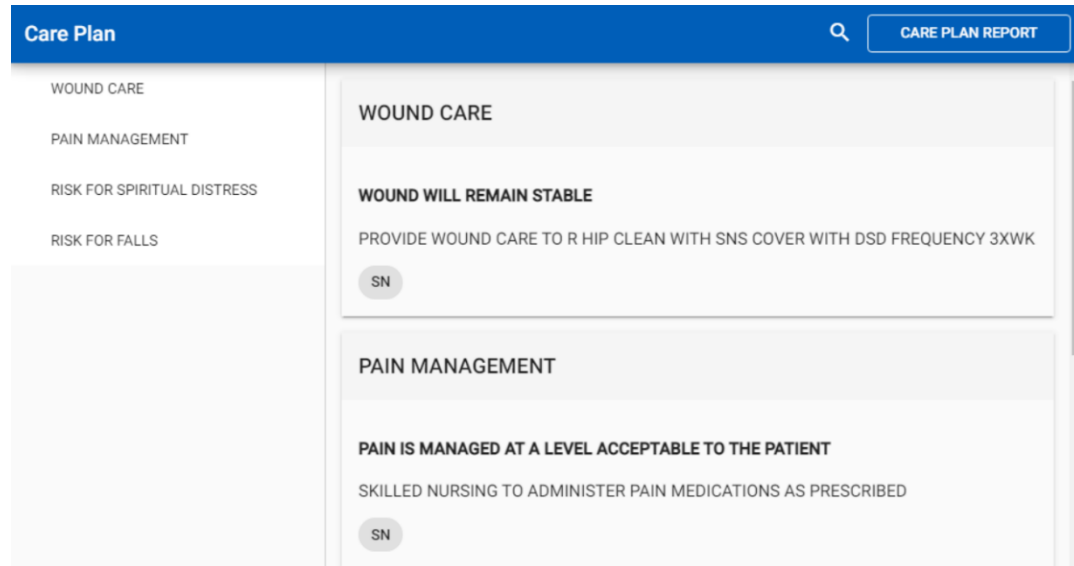 Care Plan
CARE PLAN REPORT
WOUND CARE
PAIN MANAGEMENT
RISK FOR SPIRITUAL DISTRESS
RISK FOR FALLS
WOUND CARE
WOUND WILL REMAIN STABLE
PROVIDE WOUND CARE TO R HIP CLEAN WITH SNS COVER WITH DSD FREQUENCY 3XWK
SN
PAIN MANAGEMENT
PAIN IS MANAGED AT A LEVEL ACCEPTABLE TO THE PATIENT
SKILLED NURSING TO ADMINISTER PAIN MEDICATIONS AS PRESCRIBED
SN